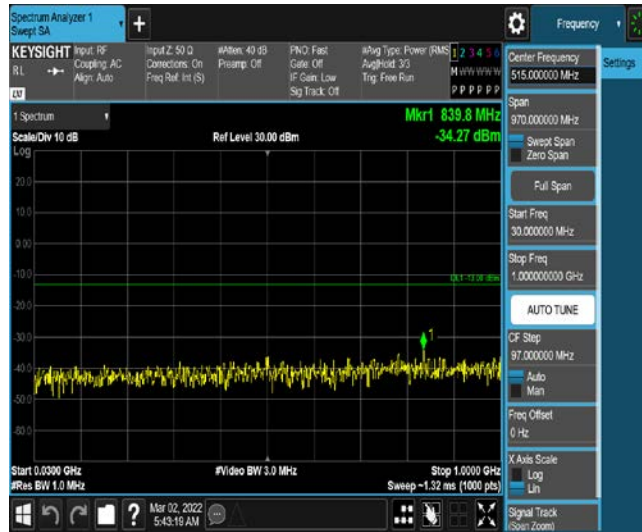 Spectrum Analyzer 1
Swept SA
+
Frequency
KEYSIGHT
RL
LXI
Input: RF
Coupling: AC
Align: Auto
Input Z: 50 Ω
Corrections: On
Freq Ref: Int (S)
#Atten: 40 dB
Preamp: Off
PNO: Fast
Gate: Off
IF Gain: Low
Sig Track: Off
#Avg Type: Power (RMS
Avg|Hold: 3/3
Trig: Free Run
1 2 3 4 5 6
M W W W W W
P P P P P P
1 Spectrum
Scale/Div 10 dB
Log
Ref Level 30.00 dBm
Mkr1 839.8 MHz
-34.27 dBm
20.0
10.0
0.00
-10.0
DL1 -13.00 dBm
-20.0
-30.0
1
-40.0
-50.0
-60.0
Start 0.0300 GHz
#Res BW 1.0 MHz
#Video BW 3.0 MHz
Stop 1.0000 GHz
Sweep ~1.32 ms (1000 pts)
?
Mar 02, 2022
5:43:19 AM
Center Frequency
515.000000 MHz
Settings
Span
970.000000 MHz
Swept Span
Zero Span
Full Span
Start Freq
30.000000 MHz
Stop Freq
1.000000000 GHz
AUTO TUNE
CF Step
97.000000 MHz
Auto
Man
Freq Offset
0 Hz
X Axis Scale
Log
Lin
Signal Track
(Span Zoom)